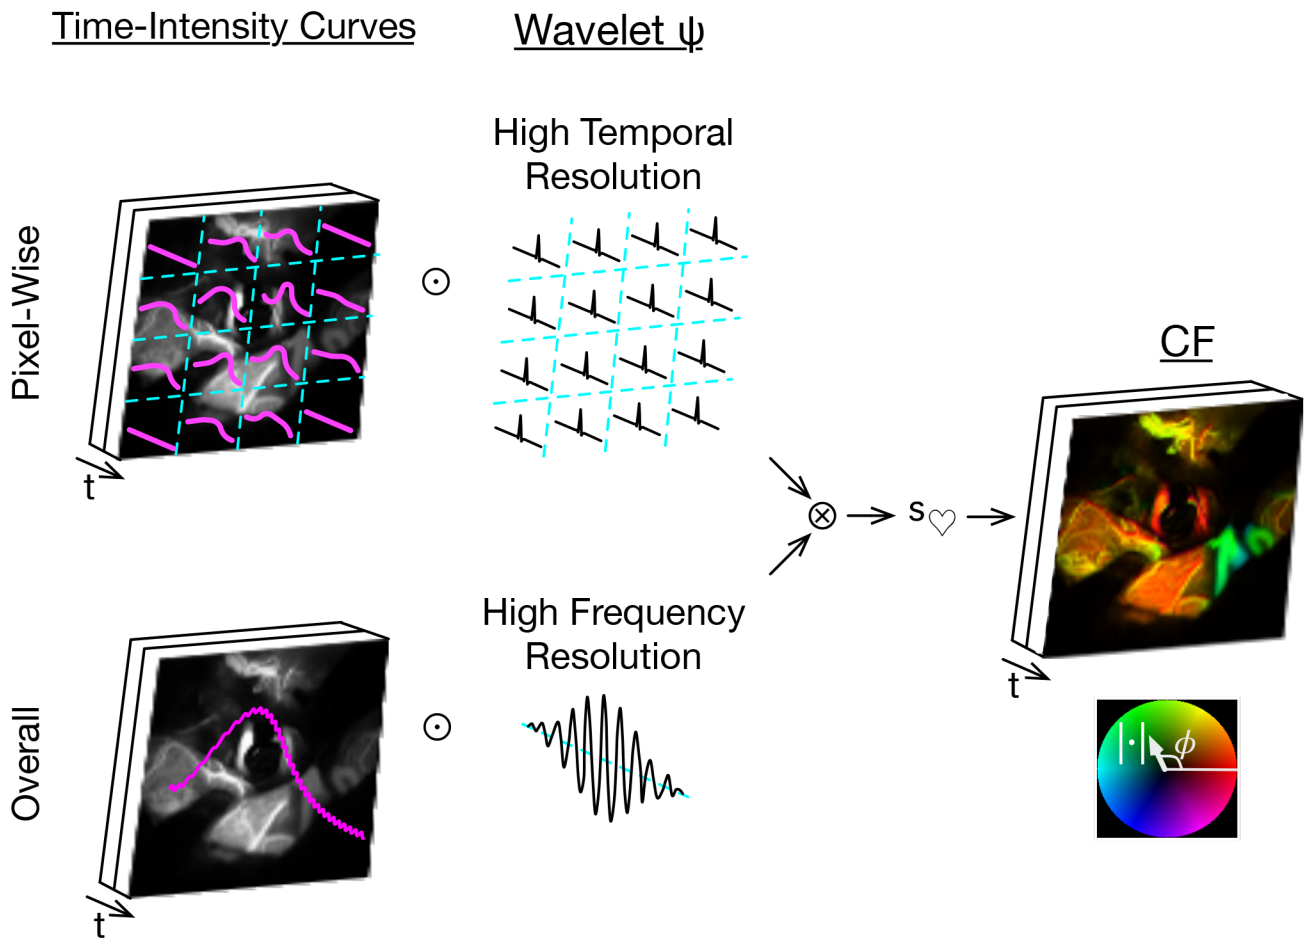 Time-Intensity Curves
Wavelet ψ
High Temporal
Resolution
Pixel-Wise
⊙
t
CF
⊗
s♡
t
High Frequency
Resolution
Overall
⊙
t
|·| ϕ